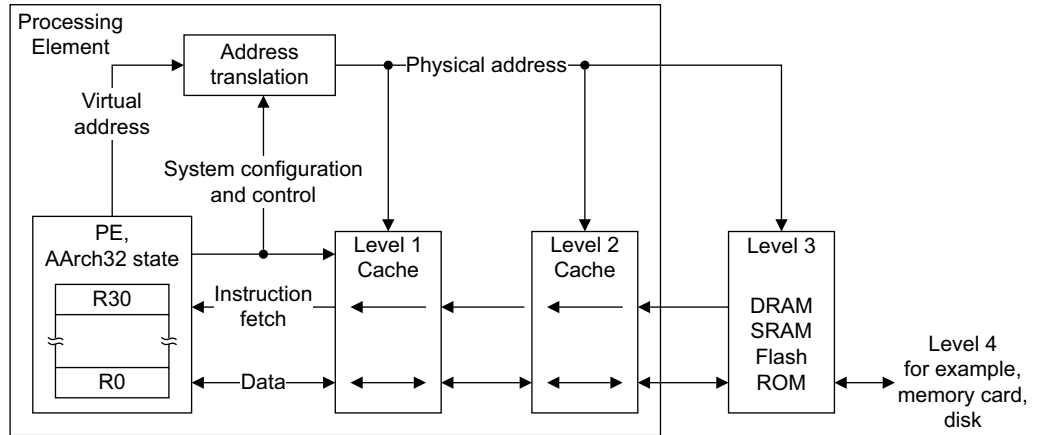 Processing
Element
Address
translation
Physical address
Virtual
address
System configuration
and control
PE,
AArch32 state
R30
R0
Instruction
fetch
Data
Level 1
Cache
Level 2
Cache
Level 3
DRAM
SRAM
Flash
ROM
Level 4
for example,
memory card,
disk